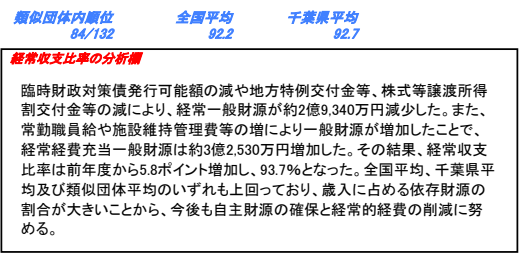 類似団体内順位 全国平均 千葉県平均
84/132 92.2 92.7
経常収支比率の分析欄
臨時財政対策債発行可能額の減や地方特例交付金等、株式等譲渡所得
割交付金等の減により、経常一般財源が約2億9,340万円減少した。また、
常勤職員給や施設維持管理費等の増により一般財源が増加したことで、
経常経費充当一般財源は約3億2,530万円増加した。その結果、経常収支
比率は前年度から5.8ポイント増加し、93.7%となった。全国平均、千葉県平
均及び類似団体平均のいずれも上回っており、歳入に占める依存財源の
割合が大きいことから、今後も自主財源の確保と経常的経費の削減に努
める。